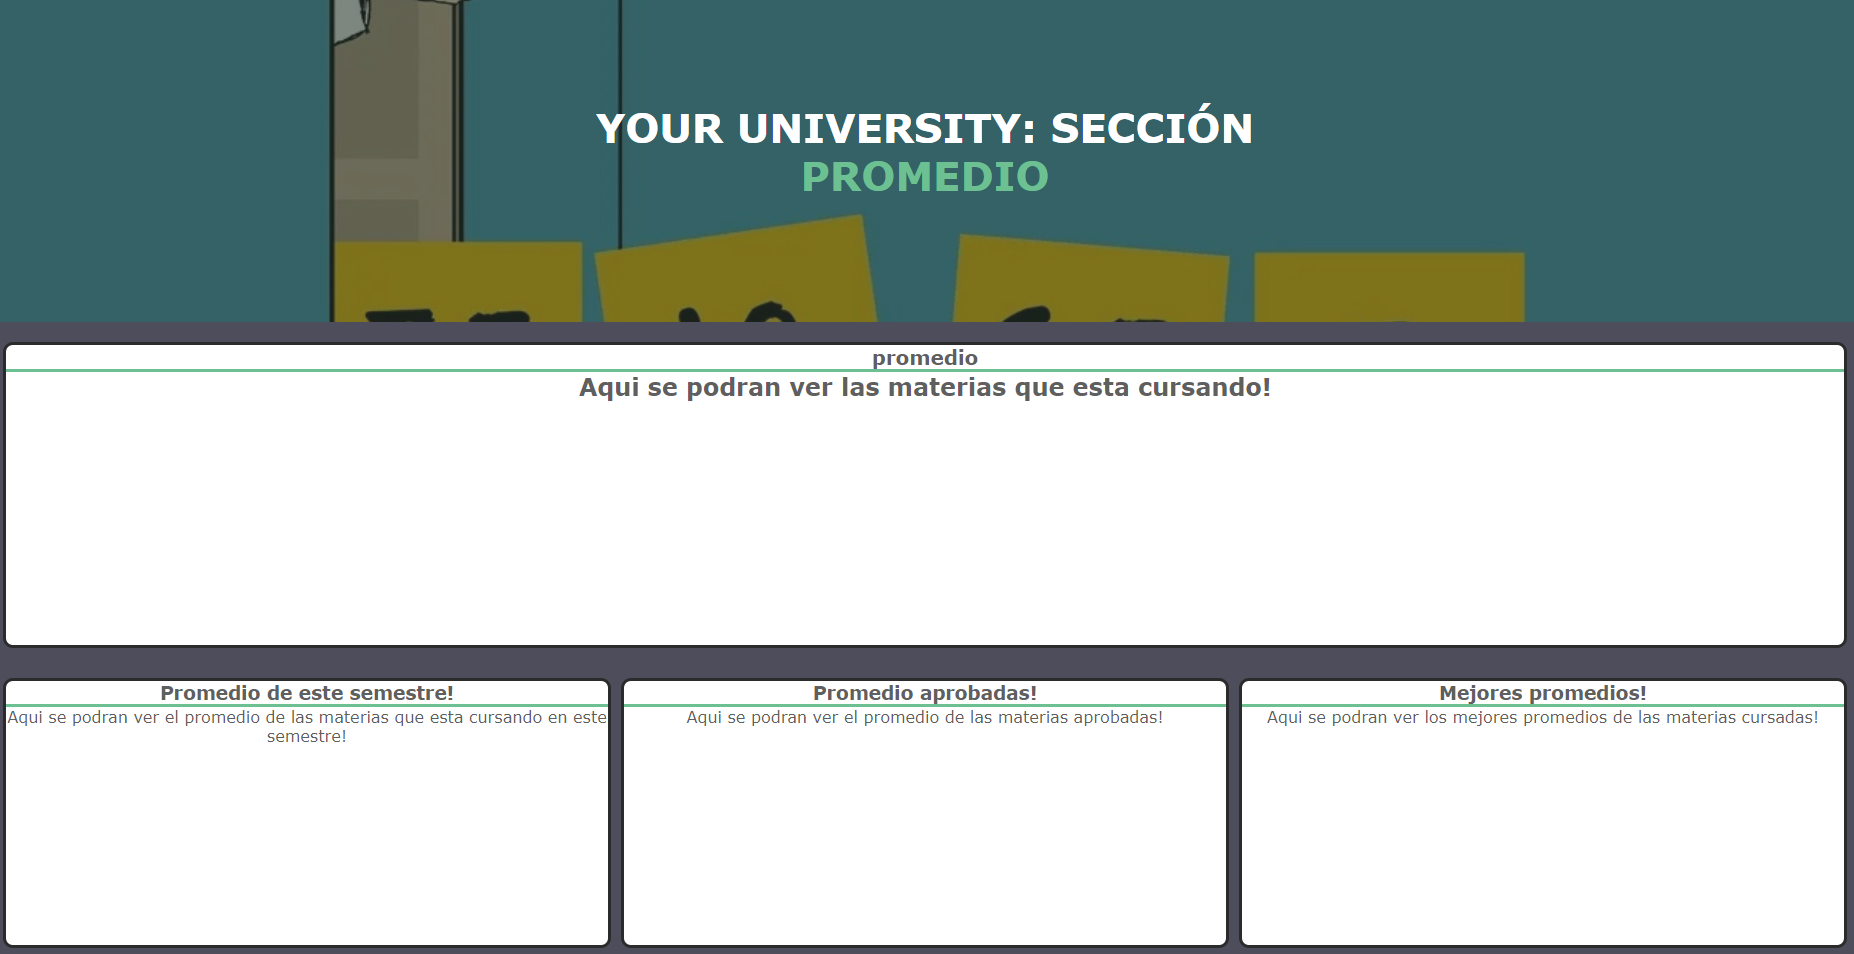 YOUR UNIVERSITY: SECCIÓN
PROMEDIO
promedio
Aqui se podran ver las materias que esta cursando!
Promedio de este semestre!
Aqui se podran ver el promedio de las materias que esta cursando en este
semestre!
Promedio aprobadas!
Aqui se podran ver el promedio de las materias aprobadas!
Mejores promedios!
Aqui se podran ver los mejores promedios de las materias cursadas!